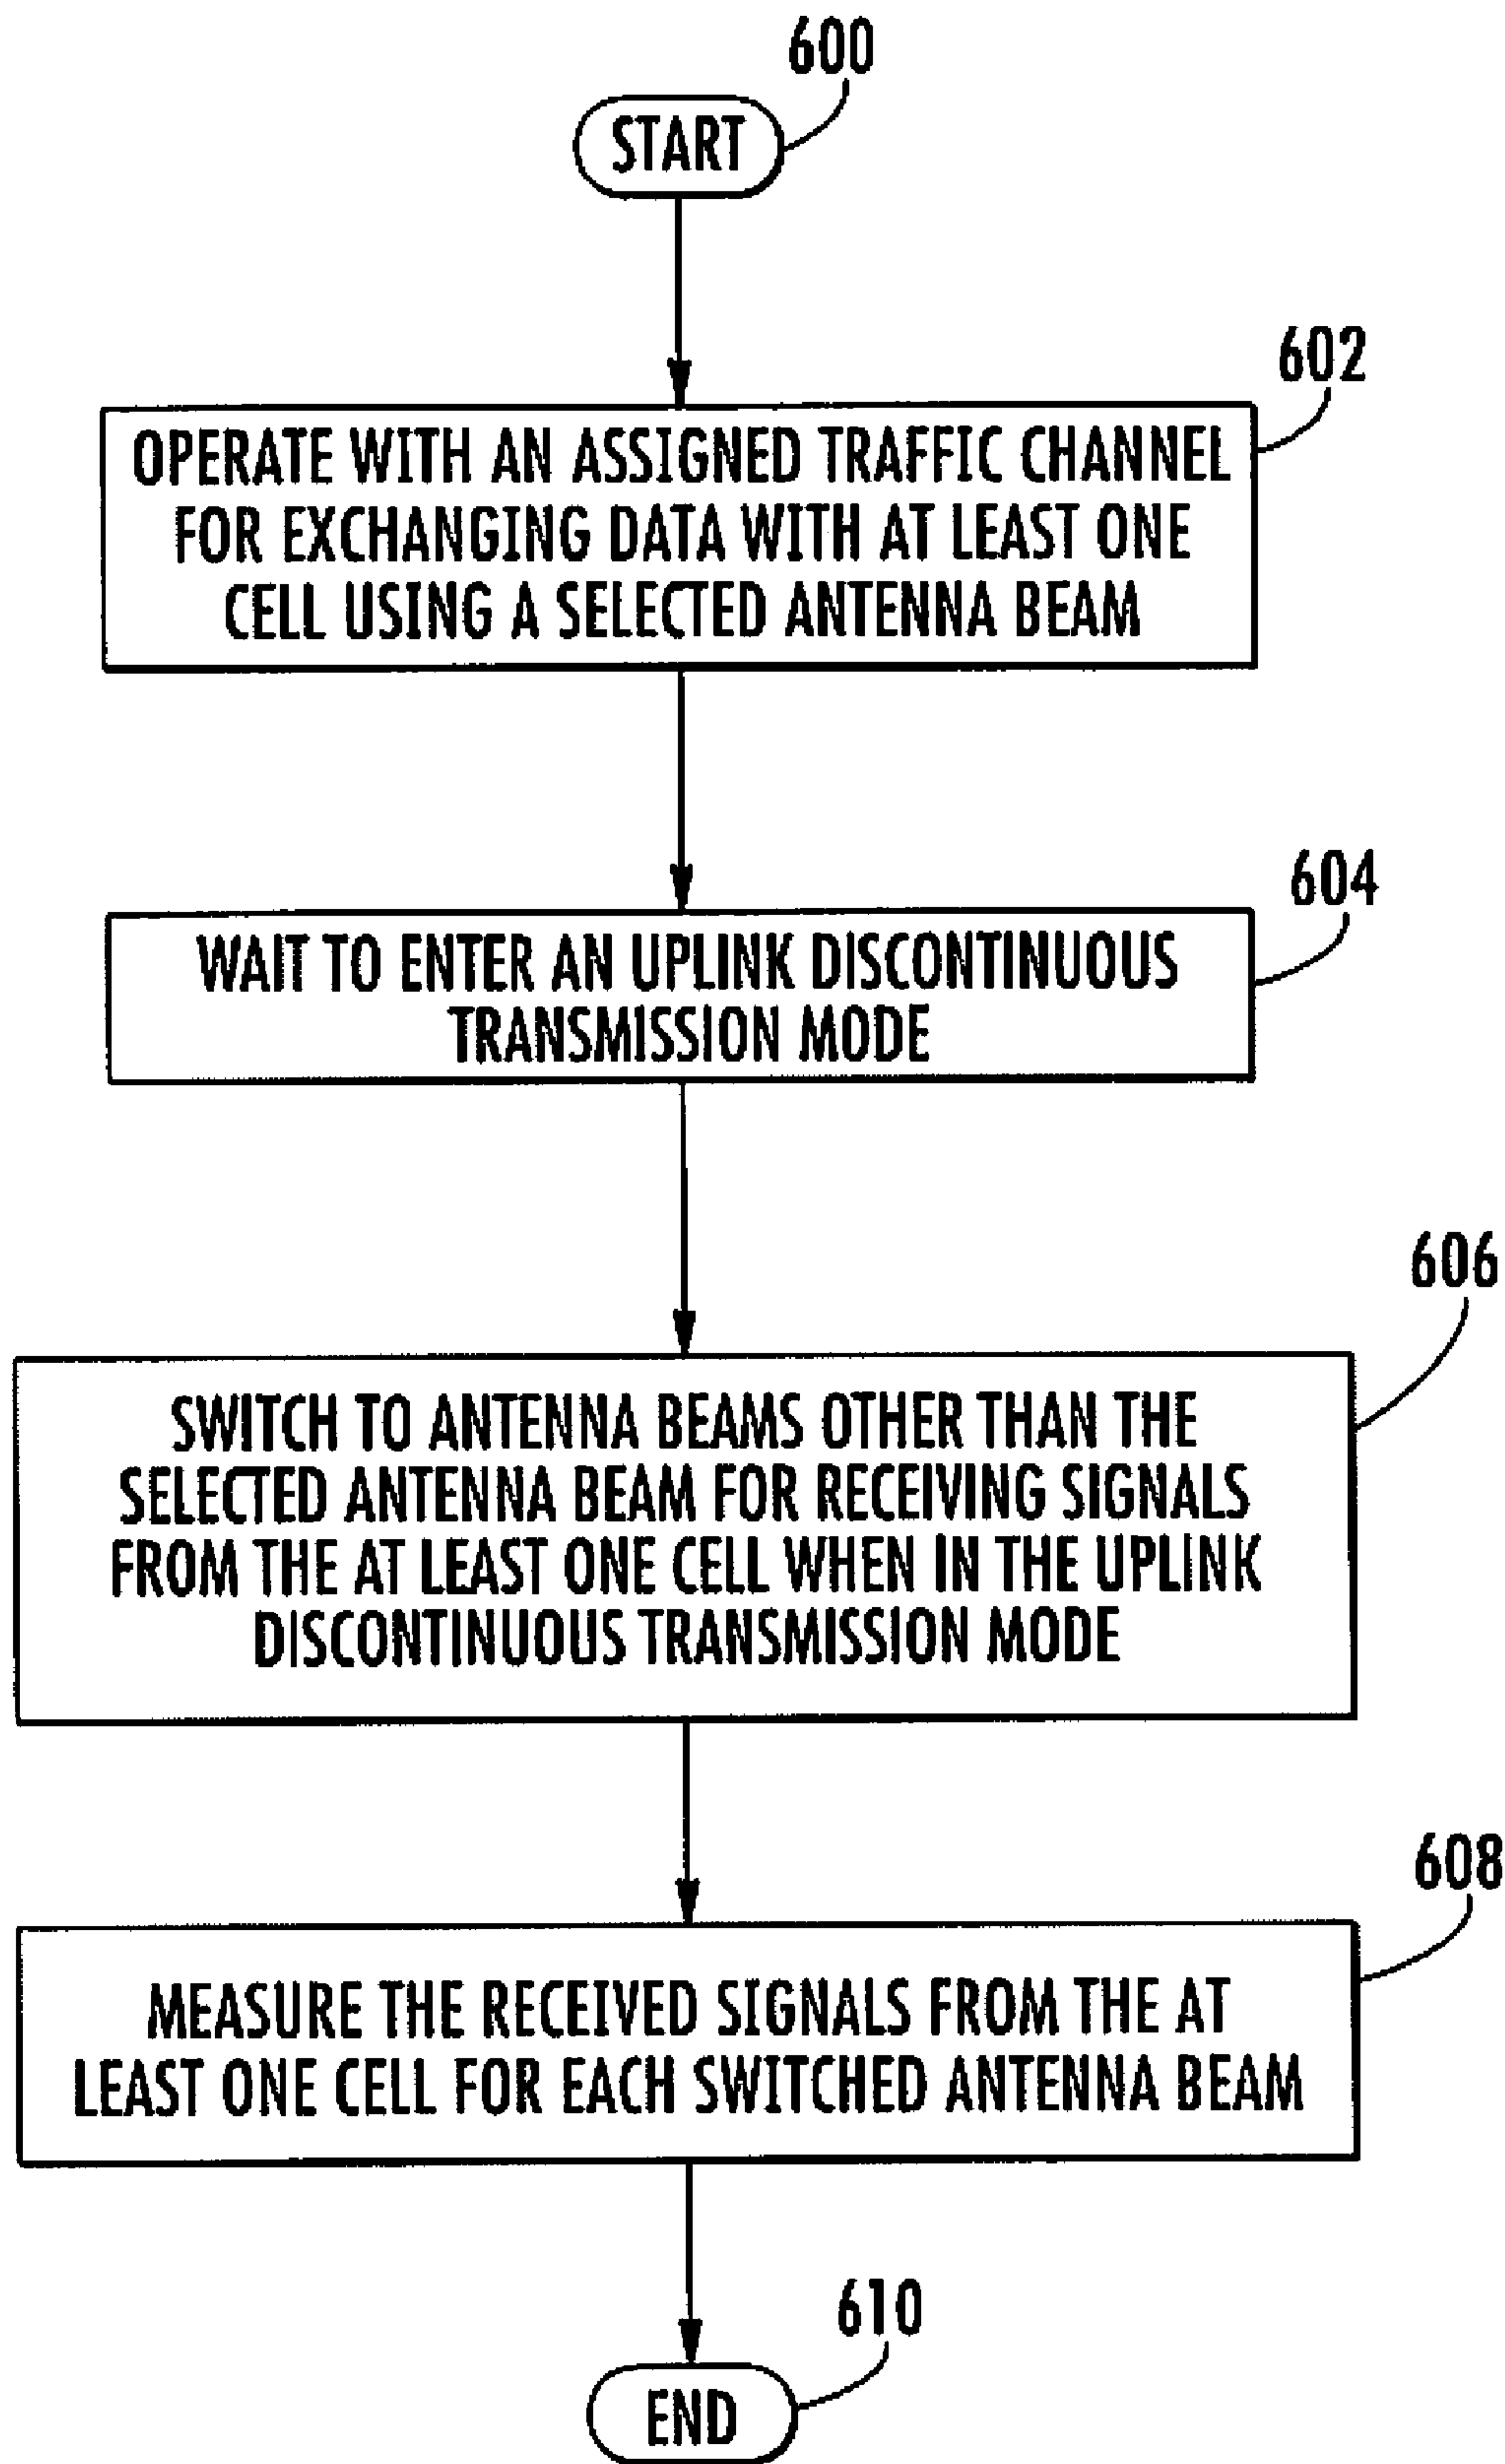 600
START
602
OPERATE WITH AN ASSIGNED TRAFFIC CHANNEL
FOR EXCHANGING DATA WITH AT LEAST ONE
CELL USING A SELECTED ANTENNA BEAM
604
WAIT TO ENTER AN UPLINK DISCONTINUOUS
TRANSMISSION MODE
606
SWITCH TO ANTENNA BEAMS OTHER THAN THE
SELECTED ANTENNA BEAM FOR RECEIVING SIGNALS
FROM THE AT LEAST ONE CELL WHEN IN THE UPLINK
DISCONTINUOUS TRANSMISSION MODE
608
MEASURE THE RECEIVED SIGNALS FROM THE AT
LEAST ONE CELL FOR EACH SWITCHED ANTENNA BEAM
610
END